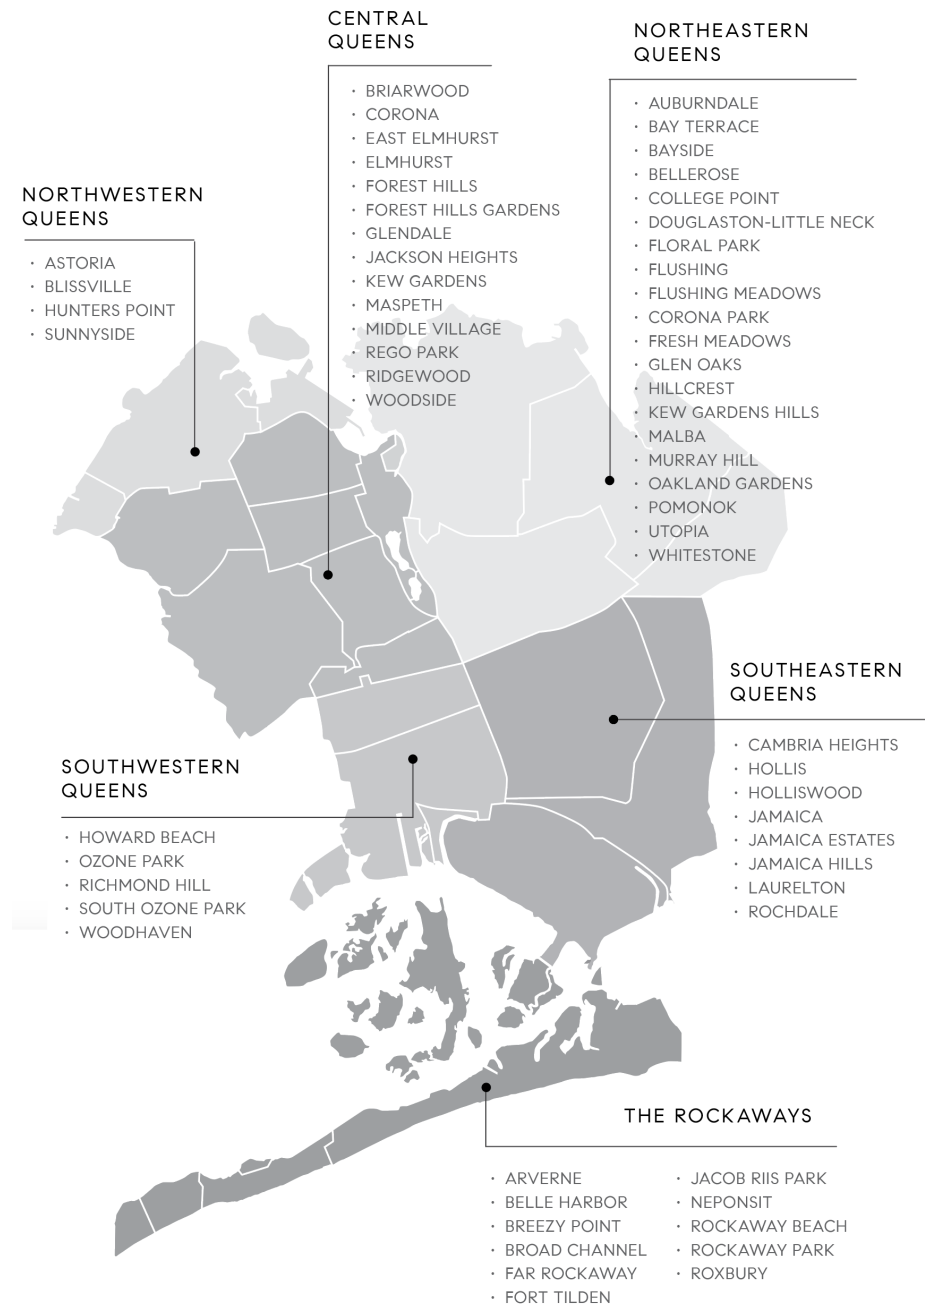 CENTRAL
QUEENS
· BRIARWOOD
· CORONA
· EAST ELMHURST
· ELMHURST
· FOREST HILLS
· FOREST HILLS GARDENS
· GLENDALE
· JACKSON HEIGHTS
· KEW GARDENS
· MASPETH
· MIDDLE VILLAGE
· REGO PARK
· RIDGEWOOD
· WOODSIDE
NORTHEASTERN
QUEENS
· AUBURNDALE
· BAY TERRACE
· BAYSIDE
· BELLEROSE
· COLLEGE POINT
· DOUGLASTON-LITTLE NECK
· FLORAL PARK
· FLUSHING
· FLUSHING MEADOWS
· CORONA PARK
· FRESH MEADOWS
· GLEN OAKS
· HILLCREST
· KEW GARDENS HILLS
· MALBA
· MURRAY HILL
· OAKLAND GARDENS
· POMONOK
· UTOPIA
· WHITESTONE
NORTHWESTERN
QUEENS
· ASTORIA
· BLISSVILLE
· HUNTERS POINT
· SUNNYSIDE
SOUTHEASTERN
QUEENS
· CAMBRIA HEIGHTS
· HOLLIS
· HOLLISWOOD
· JAMAICA
· JAMAICA ESTATES
· JAMAICA HILLS
· LAURELTON
· ROCHDALE
SOUTHWESTERN
QUEENS
· HOWARD BEACH
· OZONE PARK
· RICHMOND HILL
· SOUTH OZONE PARK
· WOODHAVEN
THE ROCKAWAYS
· ARVERNE
· BELLE HARBOR
· BREEZY POINT
· BROAD CHANNEL
· FAR ROCKAWAY
· FORT TILDEN
· JACOB RIIS PARK
· NEPONSIT
· ROCKAWAY BEACH
· ROCKAWAY PARK
· ROXBURY